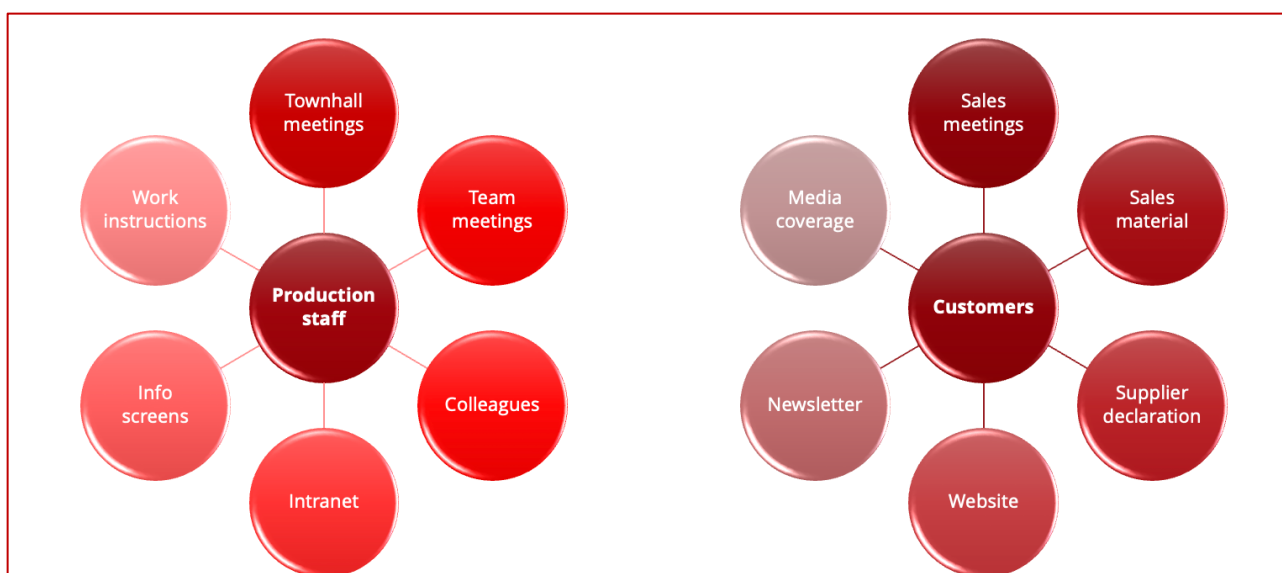 Townhall
meetings
Team
meetings
Colleagues
Intranet
Info
screens
Work
instructions
Production
staff
Sales
meetings
Sales
material
Supplier
declaration
Website
Newsletter
Media
coverage
Customers